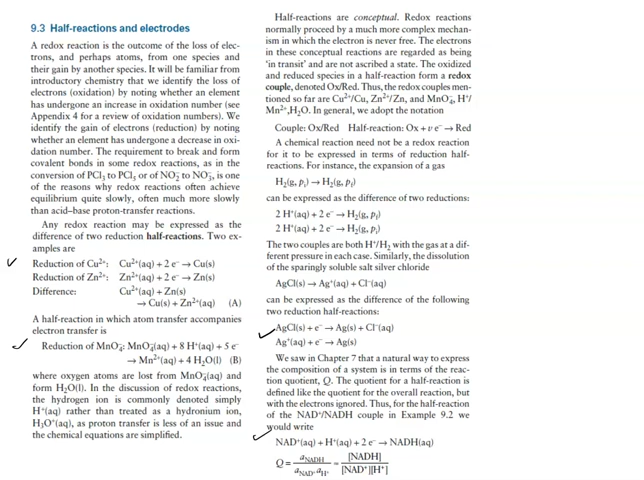 9.3 Half-reactions and electrodes
A redox reaction is the outcome of the loss of elec-
trons, and perhaps atoms, from one species and
their gain by another species. It will be familiar from
introductory chemistry that we identify the loss of
electrons (oxidation) by noting whether an element
has undergone an increase in oxidation number (see
Appendix 4 for a review of oxidation numbers). We
identify the gain of electrons (reduction) by noting
whether an element has undergone a decrease in oxi-
dation number. The requirement to break and form
covalent bonds in some redox reactions, as in the
conversion of PCl₃ to PCl₅ or of NO₂⁻ to NO₃⁻, is one
of the reasons why redox reactions often achieve
equilibrium quite slowly, often much more slowly
than acid–base proton-transfer reactions.
Any redox reaction may be expressed as the
difference of two reduction half-reactions. Two ex-
amples are
Reduction of Cu²⁺: Cu²⁺(aq) + 2 e⁻ → Cu(s)
Reduction of Zn²⁺: Zn²⁺(aq) + 2 e⁻ → Zn(s)
Difference: Cu²⁺(aq) + Zn(s)
→ Cu(s) + Zn²⁺(aq) (A)
A half-reaction in which atom transfer accompanies
electron transfer is
Reduction of MnO₄⁻: MnO₄⁻(aq) + 8 H⁺(aq) + 5 e⁻
→ Mn²⁺(aq) + 4 H₂O(l) (B)
where oxygen atoms are lost from MnO₄⁻(aq) and
form H₂O(l). In the discussion of redox reactions,
the hydrogen ion is commonly denoted simply
H⁺(aq) rather than treated as a hydronium ion,
H₃O⁺(aq), as proton transfer is less of an issue and
the chemical equations are simplified.
Half-reactions are conceptual. Redox reactions
normally proceed by a much more complex mechan-
ism in which the electron is never free. The electrons
in these conceptual reactions are regarded as being
'in transit' and are not ascribed a state. The oxidized
and reduced species in a half-reaction form a redox
couple, denoted Ox/Red. Thus, the redox couples men-
tioned so far are Cu²⁺/Cu, Zn²⁺/Zn, and MnO₄⁻, H⁺/
Mn²⁺,H₂O. In general, we adopt the notation
Couple: Ox/Red Half-reaction: Ox + ν e⁻ → Red
A chemical reaction need not be a redox reaction
for it to be expressed in terms of reduction half-
reactions. For instance, the expansion of a gas
H₂(g, pᵢ) → H₂(g, p_f)
can be expressed as the difference of two reductions:
2 H⁺(aq) + 2 e⁻ → H₂(g, p_f)
2 H⁺(aq) + 2 e⁻ → H₂(g, pᵢ)
The two couples are both H⁺/H₂ with the gas at a dif-
ferent pressure in each case. Similarly, the dissolution
of the sparingly soluble salt silver chloride
AgCl(s) → Ag⁺(aq) + Cl⁻(aq)
can be expressed as the difference of the following
two reduction half-reactions:
AgCl(s) + e⁻ → Ag(s) + Cl⁻(aq)
Ag⁺(aq) + e⁻ → Ag(s)
We saw in Chapter 7 that a natural way to express
the composition of a system is in terms of the reac-
tion quotient, Q. The quotient for a half-reaction is
defined like the quotient for the overall reaction, but
with the electrons ignored. Thus, for the half-reaction
of the NAD⁺/NADH couple in Example 9.2 we
would write
NAD⁺(aq) + H⁺(aq) + 2 e⁻ → NADH(aq)
Q = a_NADH / a_NAD⁺ a_H⁺ ≈ [NADH] / [NAD⁺][H⁺]